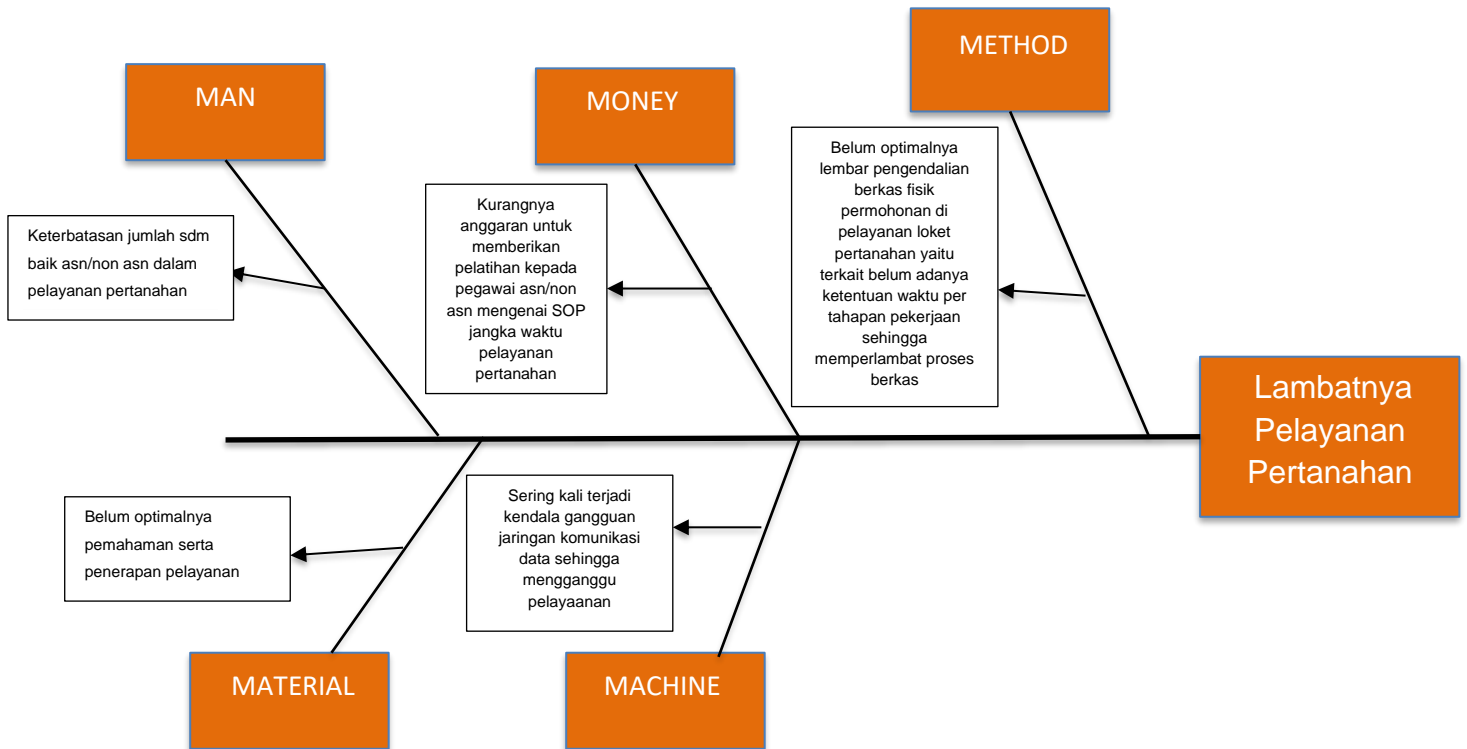 MAN
MONEY
METHOD
Keterbatasan jumlah sdm
baik asn/non asn dalam
pelayanan pertanahan
Kurangnya
anggaran untuk
memberikan
pelatihan kepada
pegawai asn/non
asn mengenai SOP
jangka waktu
pelayanan
pertanahan
Belum optimalnya
lembar pengendalian
berkas fisik
permohonan di
pelayanan loket
pertanahan yaitu
terkait belum adanya
ketentuan waktu per
tahapan pekerjaan
sehingga
memperlambat proses
berkas
Lambatnya
Pelayanan
Pertanahan
Belum optimalnya
pemahaman serta
penerapan pelayanan
Sering kali terjadi
kendala gangguan
jaringan komunikasi
data sehingga
mengganggu
pelayaanan
MATERIAL
MACHINE